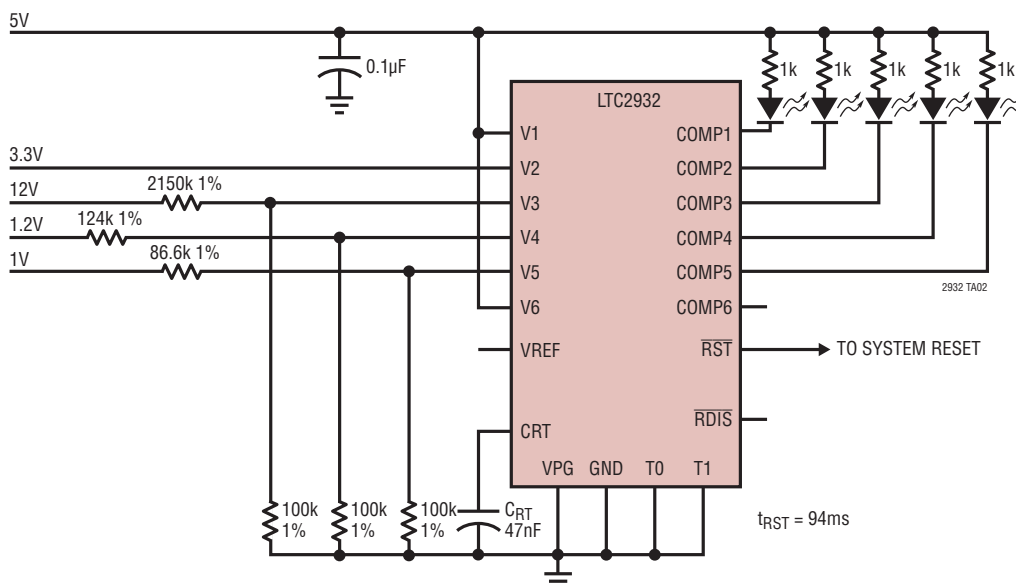 5V
0.1µF
1k
1k
1k
1k
1k
LTC2932
V1
COMP1
3.3V
V2
COMP2
12V
2150k 1%
V3
COMP3
1.2V
124k 1%
V4
COMP4
1V
86.6k 1%
V5
COMP5
2932 TA02
V6
COMP6
VREF
RST
TO SYSTEM RESET
RDIS
CRT
VPG
GND
T0
T1
100k
1%
100k
1%
100k
1%
CRT
47nF
tRST = 94ms